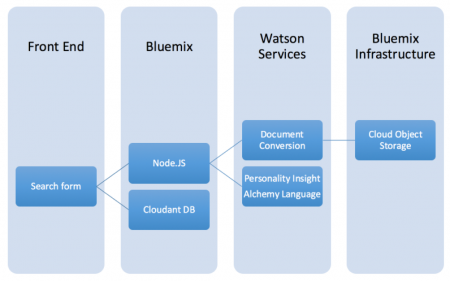 Front End
Bluemix
Watson
Services
Bluemix
Infrastructure
Search form
Node.JS
Cloudant DB
Document
Conversion
Personality Insight
Alchemy Language
Cloud Object
Storage